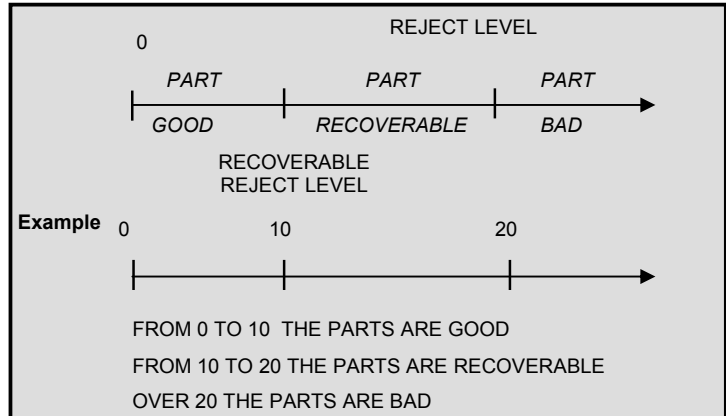 REJECT LEVEL
0
PART PART PART
GOOD RECOVERABLE BAD
RECOVERABLE
REJECT LEVEL
Example 0 10 20
FROM 0 TO 10 THE PARTS ARE GOOD
FROM 10 TO 20 THE PARTS ARE RECOVERABLE
OVER 20 THE PARTS ARE BAD